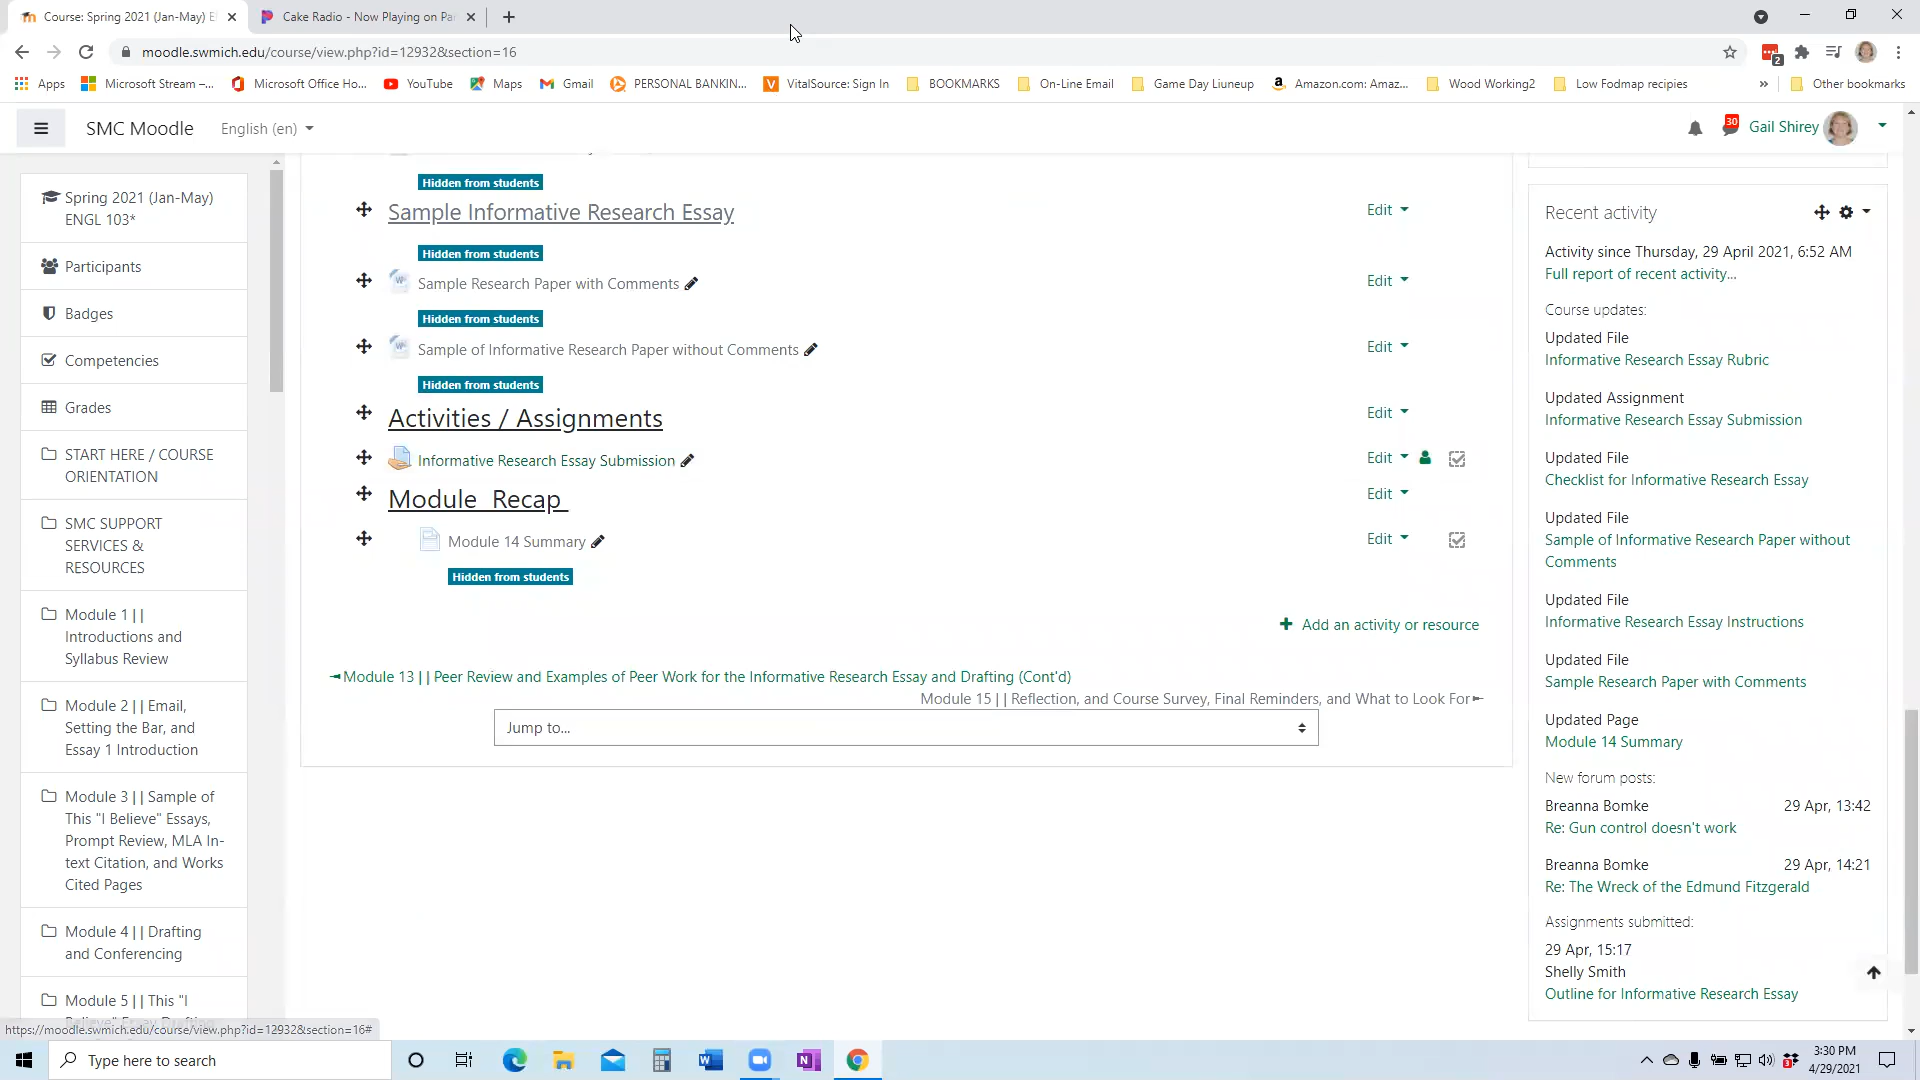 Course: Spring 2021 (Jan-May) E
Cake Radio - Now Playing on Pa
moodle.swmich.edu/course/view.php?id=12932&section=16
2
Apps
Microsoft Stream –...
Microsoft Office Ho...
YouTube
Maps
Gmail
PERSONAL BANKIN...
VitalSource: Sign In
BOOKMARKS
On-Line Email
Game Day Liuneup
Amazon.com: Amaz...
Wood Working2
Low Fodmap recipies
»
Other bookmarks
SMC Moodle
English (en)
30
Gail Shirey
Spring 2021 (Jan-May)
ENGL 103*
Participants
Badges
Competencies
Grades
START HERE / COURSE
ORIENTATION
SMC SUPPORT
SERVICES &
RESOURCES
Module 1 ||
Introductions and
Syllabus Review
Module 2 || Email,
Setting the Bar, and
Essay 1 Introduction
Module 3 || Sample of
This "I Believe" Essays,
Prompt Review, MLA In-
text Citation, and Works
Cited Pages
Module 4 || Drafting
and Conferencing
Module 5 || This "I
https://moodle.swmich.edu/course/view.php?id=12932&section=16#
Hidden from students
Sample Informative Research Essay
Edit
Hidden from students
Sample Research Paper with Comments
Edit
Hidden from students
Sample of Informative Research Paper without Comments
Edit
Hidden from students
Activities / Assignments
Edit
Informative Research Essay Submission
Edit
Module Recap
Edit
Module 14 Summary
Edit
Hidden from students
Add an activity or resource
Module 13 || Peer Review and Examples of Peer Work for the Informative Research Essay and Drafting (Cont'd)
Module 15 || Reflection, and Course Survey, Final Reminders, and What to Look For
Jump to...
Recent activity
Activity since Thursday, 29 April 2021, 6:52 AM
Full report of recent activity...
Course updates:
Updated File
Informative Research Essay Rubric
Updated Assignment
Informative Research Essay Submission
Updated File
Checklist for Informative Research Essay
Updated File
Sample of Informative Research Paper without
Comments
Updated File
Informative Research Essay Instructions
Updated File
Sample Research Paper with Comments
Updated Page
Module 14 Summary
New forum posts:
Breanna Bomke 29 Apr, 13:42
Re: Gun control doesn't work
Breanna Bomke 29 Apr, 14:21
Re: The Wreck of the Edmund Fitzgerald
Assignments submitted:
29 Apr, 15:17
Shelly Smith
Outline for Informative Research Essay
Type here to search
3:30 PM
4/29/2021